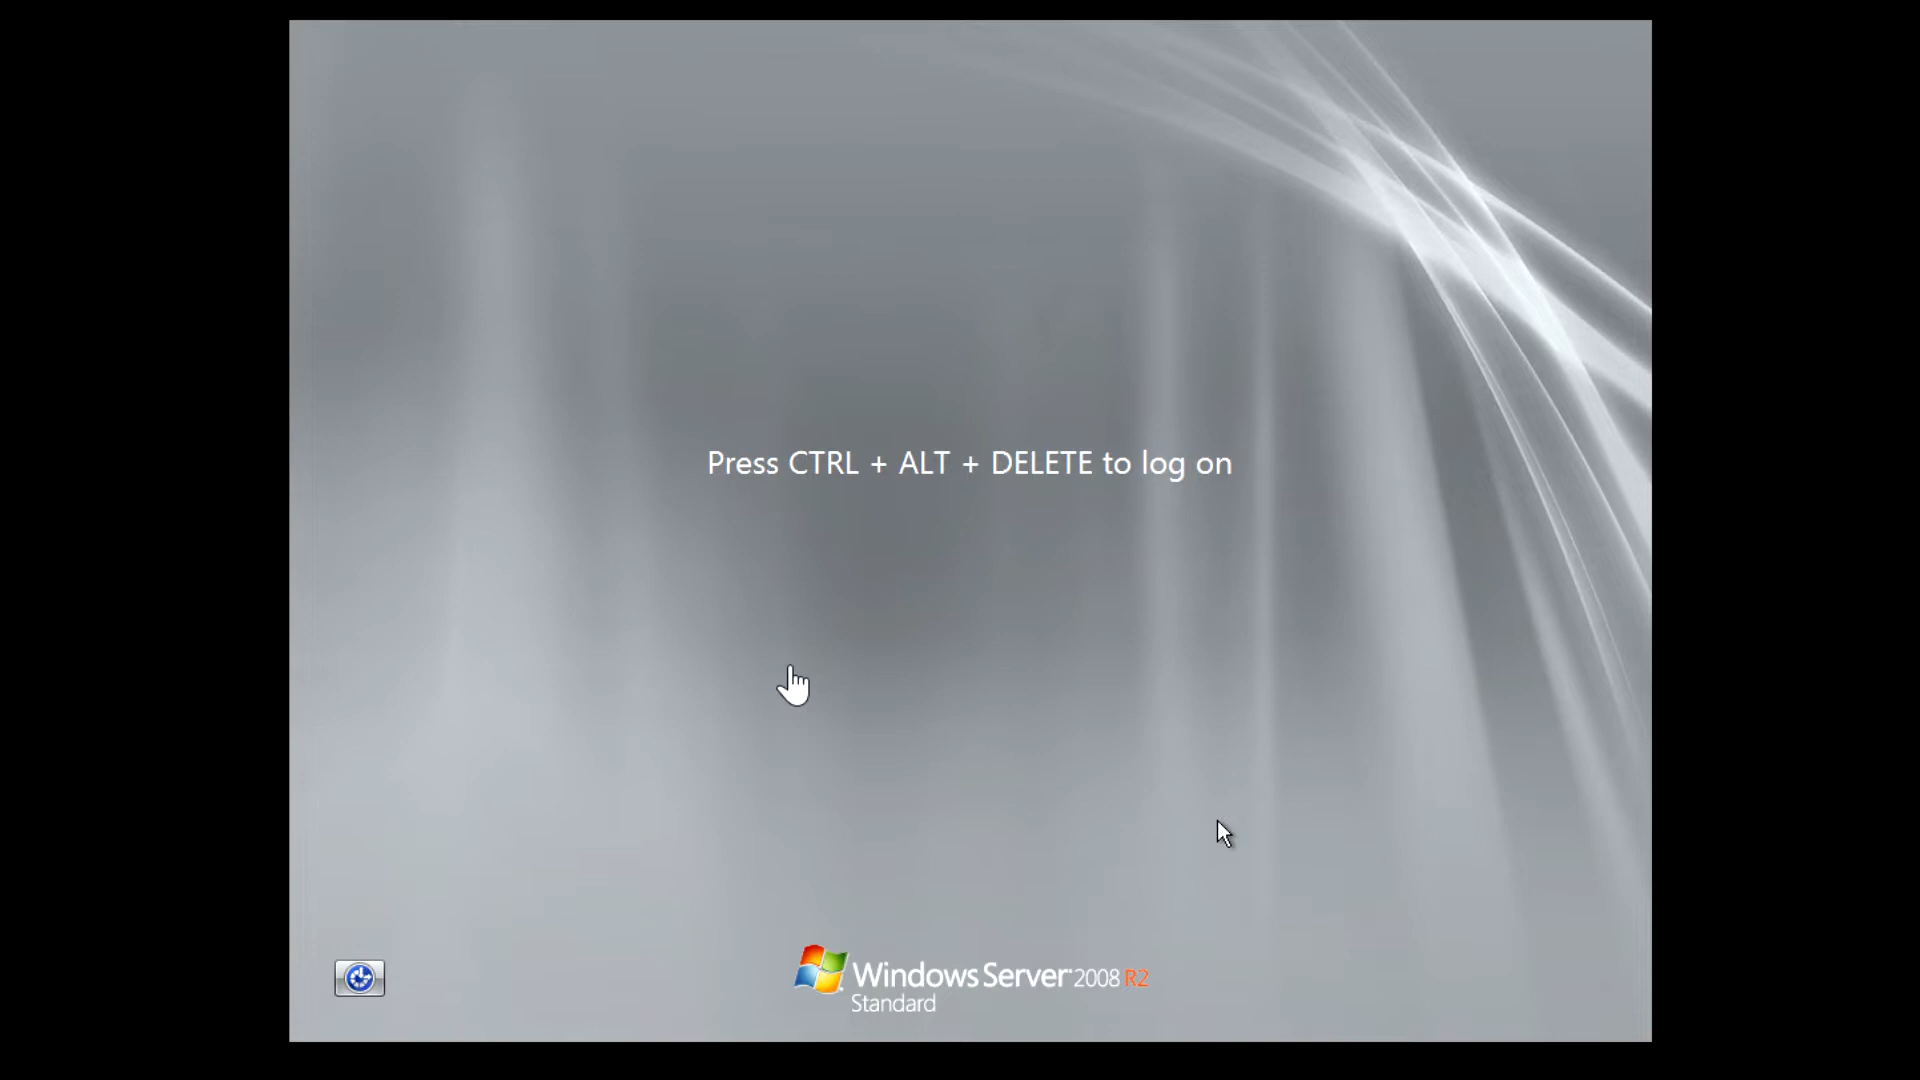 Press CTRL + ALT + DELETE to log on
Windows Server 2008 R2
Standard